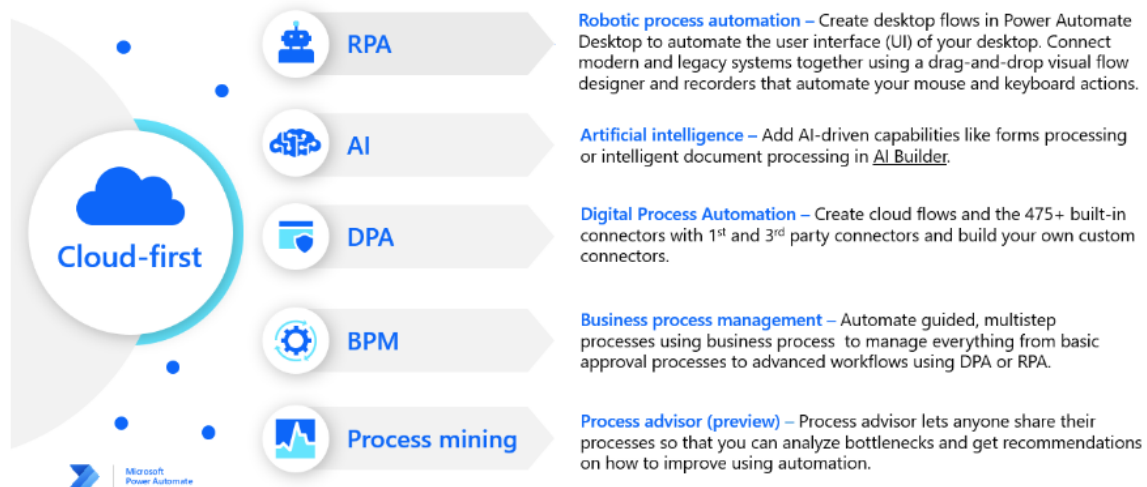 Cloud-first
RPA
Robotic process automation – Create desktop flows in Power Automate
Desktop to automate the user interface (UI) of your desktop. Connect
modern and legacy systems together using a drag-and-drop visual flow
designer and recorders that automate your mouse and keyboard actions.
AI
Artificial intelligence – Add AI-driven capabilities like forms processing
or intelligent document processing in AI Builder.
DPA
Digital Process Automation – Create cloud flows and the 475+ built-in
connectors with 1st and 3rd party connectors and build your own custom
connectors.
BPM
Business process management – Automate guided, multistep
processes using business process to manage everything from basic
approval processes to advanced workflows using DPA or RPA.
Process mining
Process advisor (preview) – Process advisor lets anyone share their
processes so that you can analyze bottlenecks and get recommendations
on how to improve using automation.
Microsoft
Power Automate